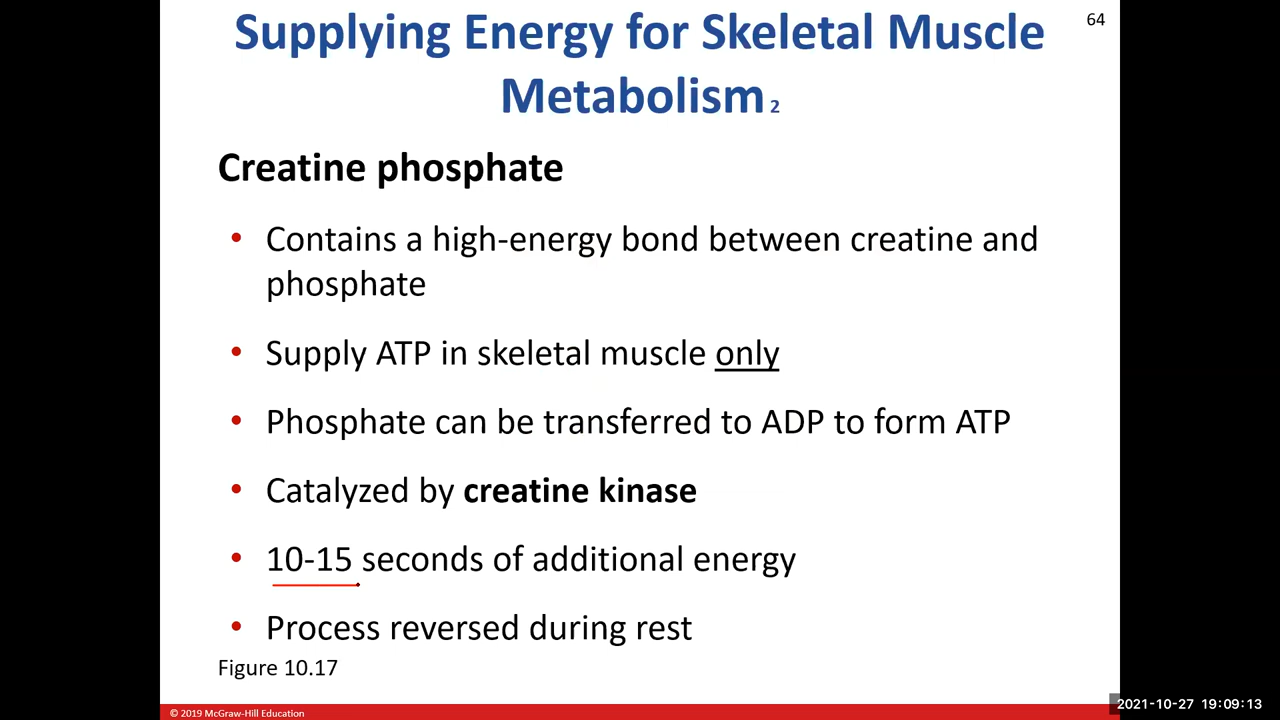 Supplying Energy for Skeletal Muscle
Metabolism 2
64
Creatine phosphate
• Contains a high-energy bond between creatine and
phosphate
• Supply ATP in skeletal muscle only
• Phosphate can be transferred to ADP to form ATP
• Catalyzed by creatine kinase
• 10-15 seconds of additional energy
• Process reversed during rest
Figure 10.17
© 2019 McGraw-Hill Education
2021-10-27 19:09:13